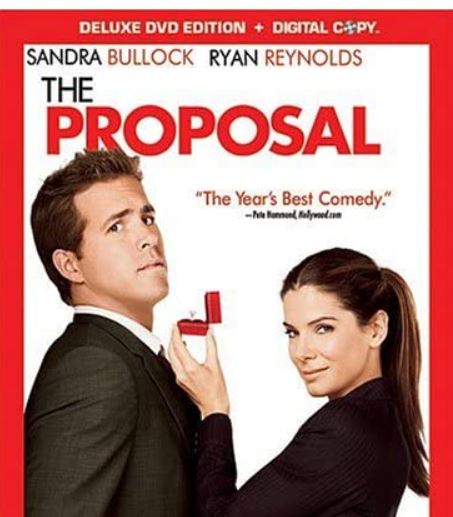 DELUXE DVD EDITION + DIGITAL COPY.
SANDRA BULLOCK RYAN REYNOLDS
THE
PROPOSAL
"The Year's Best Comedy."
—Pete Hammond, Hollywood.com